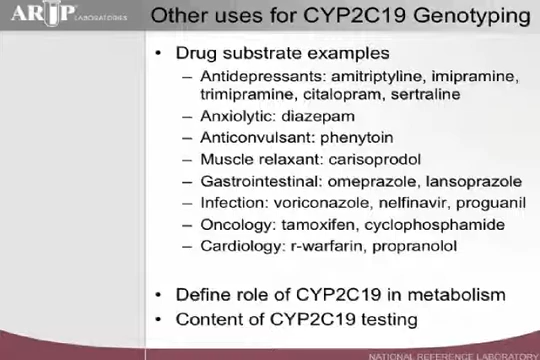 ARUP LABORATORIES
Other uses for CYP2C19 Genotyping
• Drug substrate examples
– Antidepressants: amitriptyline, imipramine,
trimipramine, citalopram, sertraline
– Anxiolytic: diazepam
– Anticonvulsant: phenytoin
– Muscle relaxant: carisoprodol
– Gastrointestinal: omeprazole, lansoprazole
– Infection: voriconazole, nelfinavir, proguanil
– Oncology: tamoxifen, cyclophosphamide
– Cardiology: r-warfarin, propranolol
• Define role of CYP2C19 in metabolism
• Content of CYP2C19 testing
NATIONAL REFERENCE LABORATORY